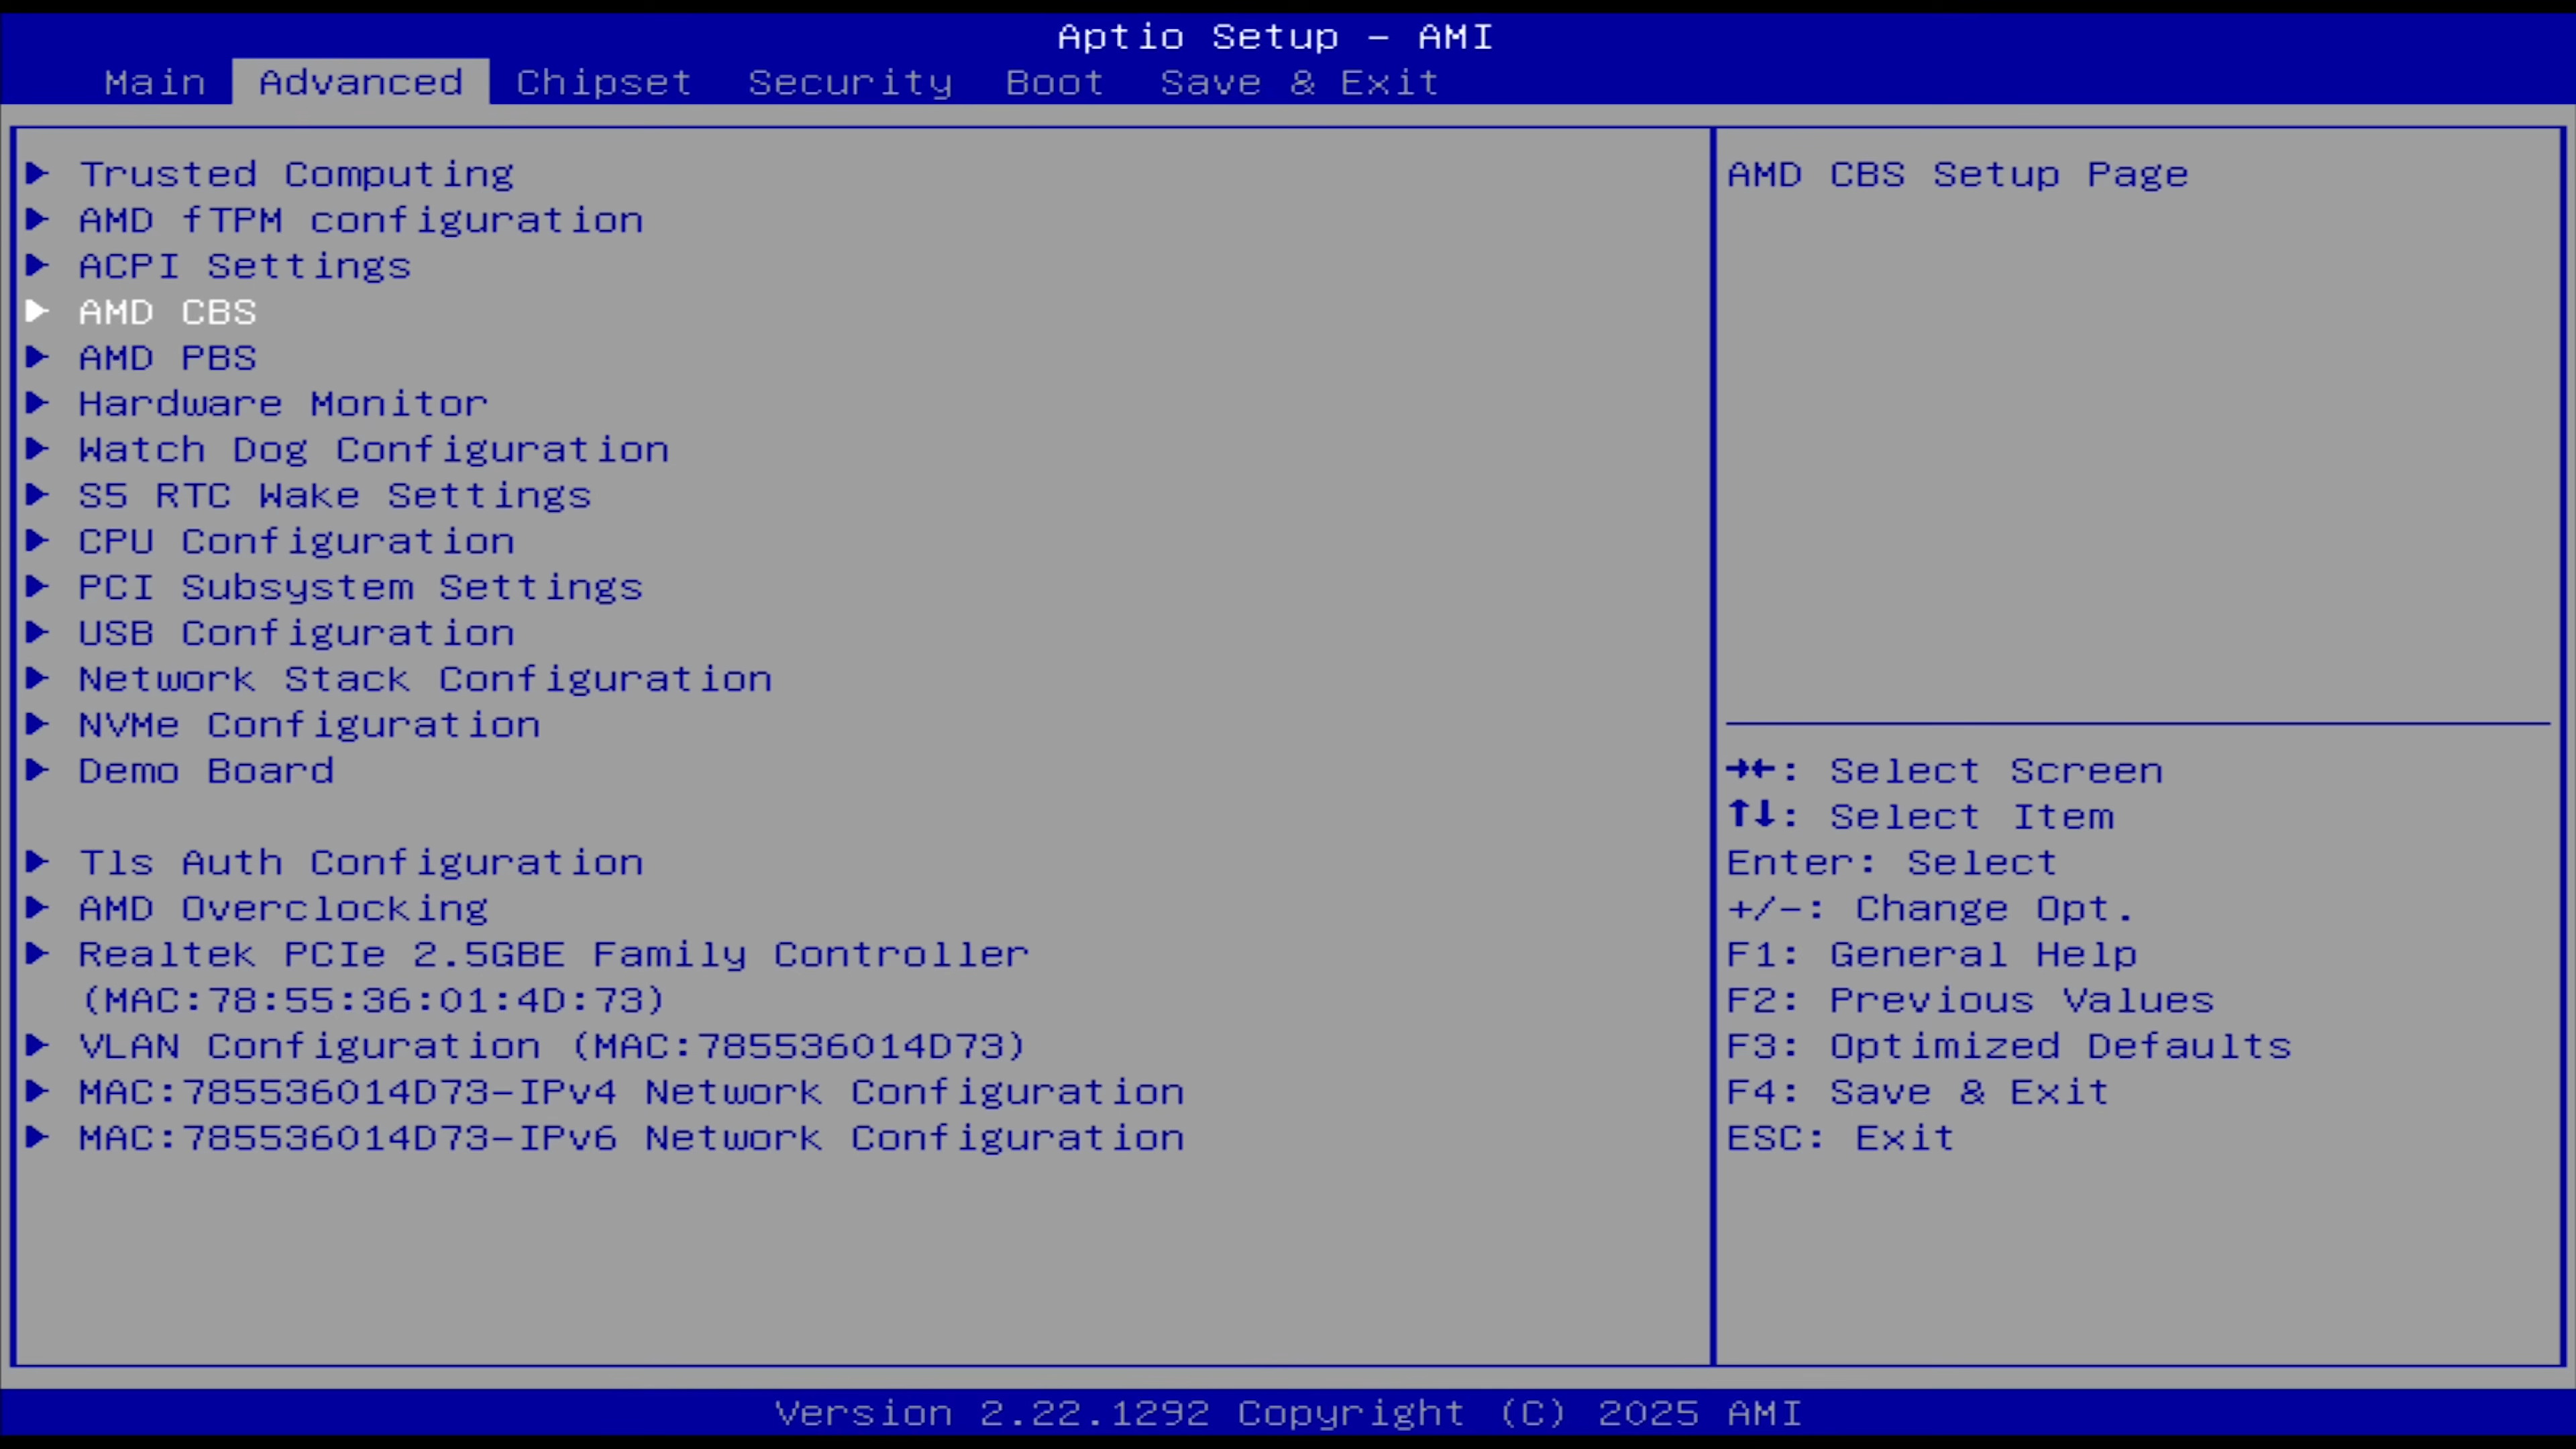 Aptio Setup - AMI
Main Advanced Chipset Security Boot Save & Exit
Trusted Computing
AMD fTPM configuration
ACPI Settings
AMD CBS
AMD PBS
Hardware Monitor
Watch Dog Configuration
S5 RTC Wake Settings
CPU Configuration
PCI Subsystem Settings
USB Configuration
Network Stack Configuration
NVMe Configuration
Demo Board
Tls Auth Configuration
AMD Overclocking
Realtek PCIe 2.5GBE Family Controller
(MAC:78:55:36:01:4D:73)
VLAN Configuration (MAC:785536014D73)
MAC:785536014D73-IPv4 Network Configuration
MAC:785536014D73-IPv6 Network Configuration
AMD CBS Setup Page
→←: Select Screen
↑↓: Select Item
Enter: Select
+/-: Change Opt.
F1: General Help
F2: Previous Values
F3: Optimized Defaults
F4: Save & Exit
ESC: Exit
Version 2.22.1292 Copyright (C) 2025 AMI